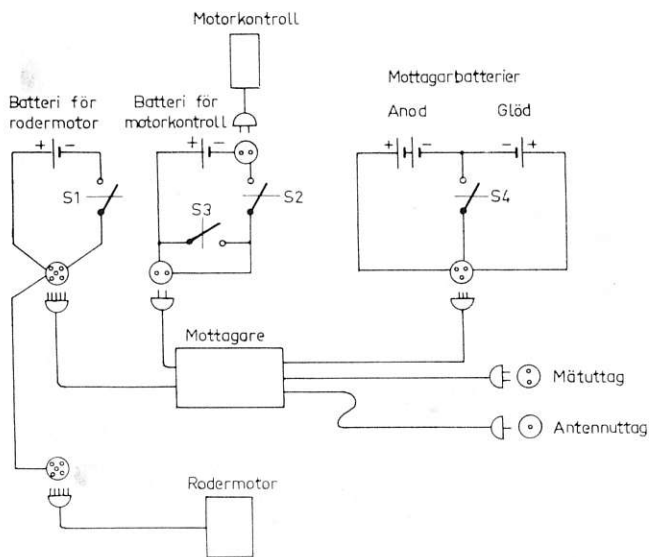 Motorkontroll
Mottagarbatterier
Batteri för
rodermotor
Batteri för
motorkontroll
Anod
Glöd
+ -
+ -
+ -
- +
S1
S3
S2
S4
Mottagare
Mätuttag
Antennuttag
Rodermotor